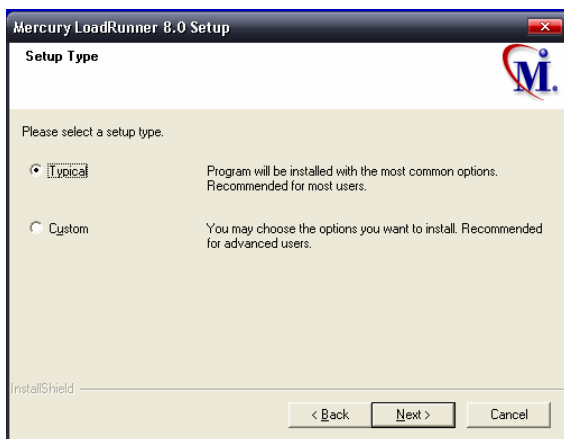 Mercury LoadRunner 8.0 Setup
Setup Type
M.
Please select a setup type.
Typical
Program will be installed with the most common options.
Recommended for most users.
Custom
You may choose the options you want to install. Recommended
for advanced users.
InstallShield
< Back
Next >
Cancel